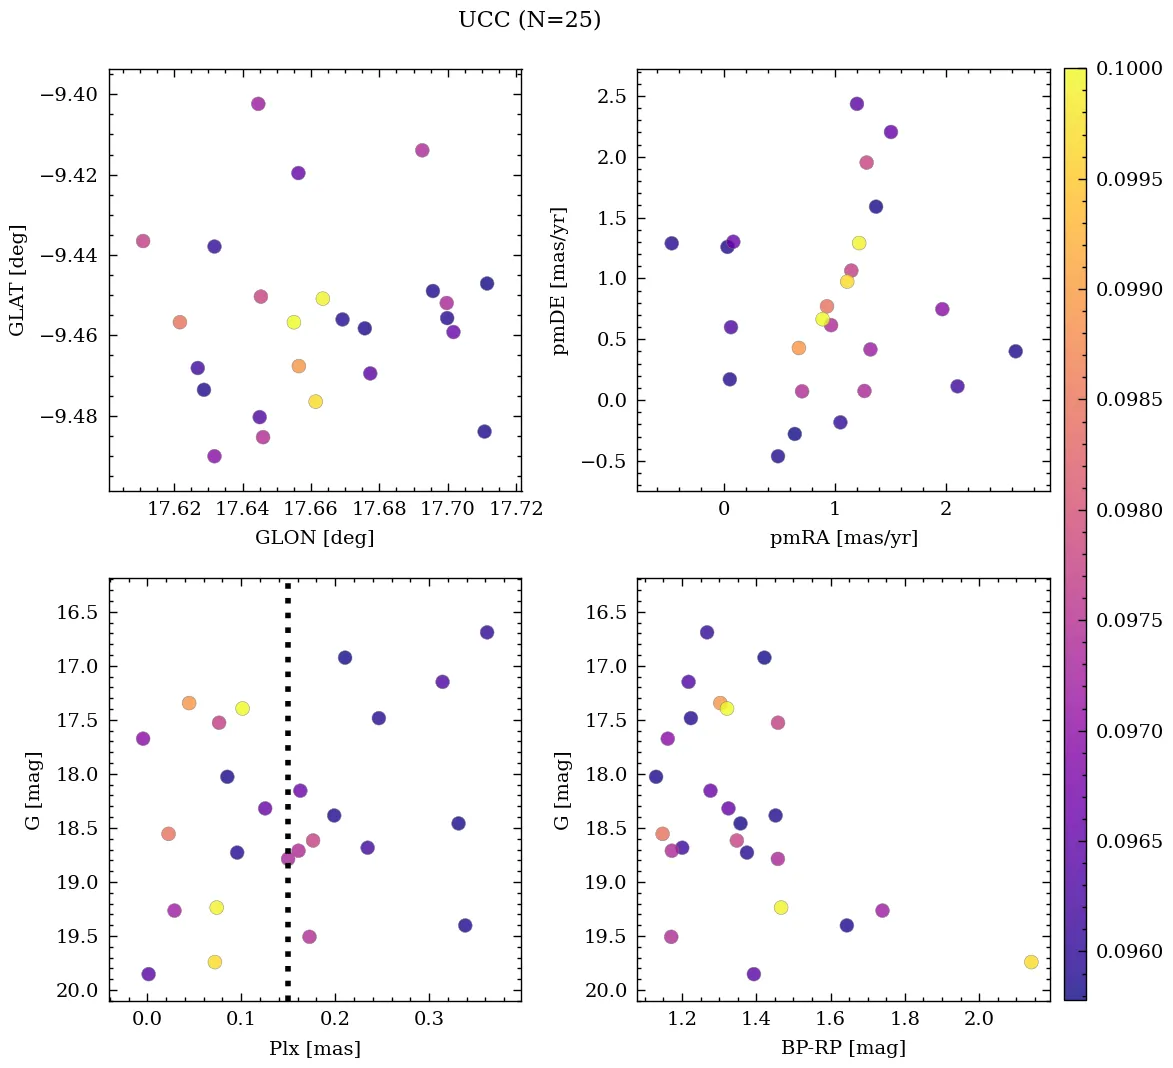 UCC (N=25)
−9.40
−9.42
−9.44
−9.46
−9.48
GLAT [deg]
17.62 17.64 17.66 17.68 17.70 17.72
GLON [deg]
2.5
2.0
1.5
1.0
0.5
0.0
−0.5
pmDE [mas/yr]
0 1 2
pmRA [mas/yr]
16.5
17.0
17.5
18.0
18.5
19.0
19.5
20.0
G [mag]
0.0 0.1 0.2 0.3
Plx [mas]
16.5
17.0
17.5
18.0
18.5
19.0
19.5
20.0
G [mag]
1.2 1.4 1.6 1.8 2.0
BP-RP [mag]
0.1000
0.0995
0.0990
0.0985
0.0980
0.0975
0.0970
0.0965
0.0960